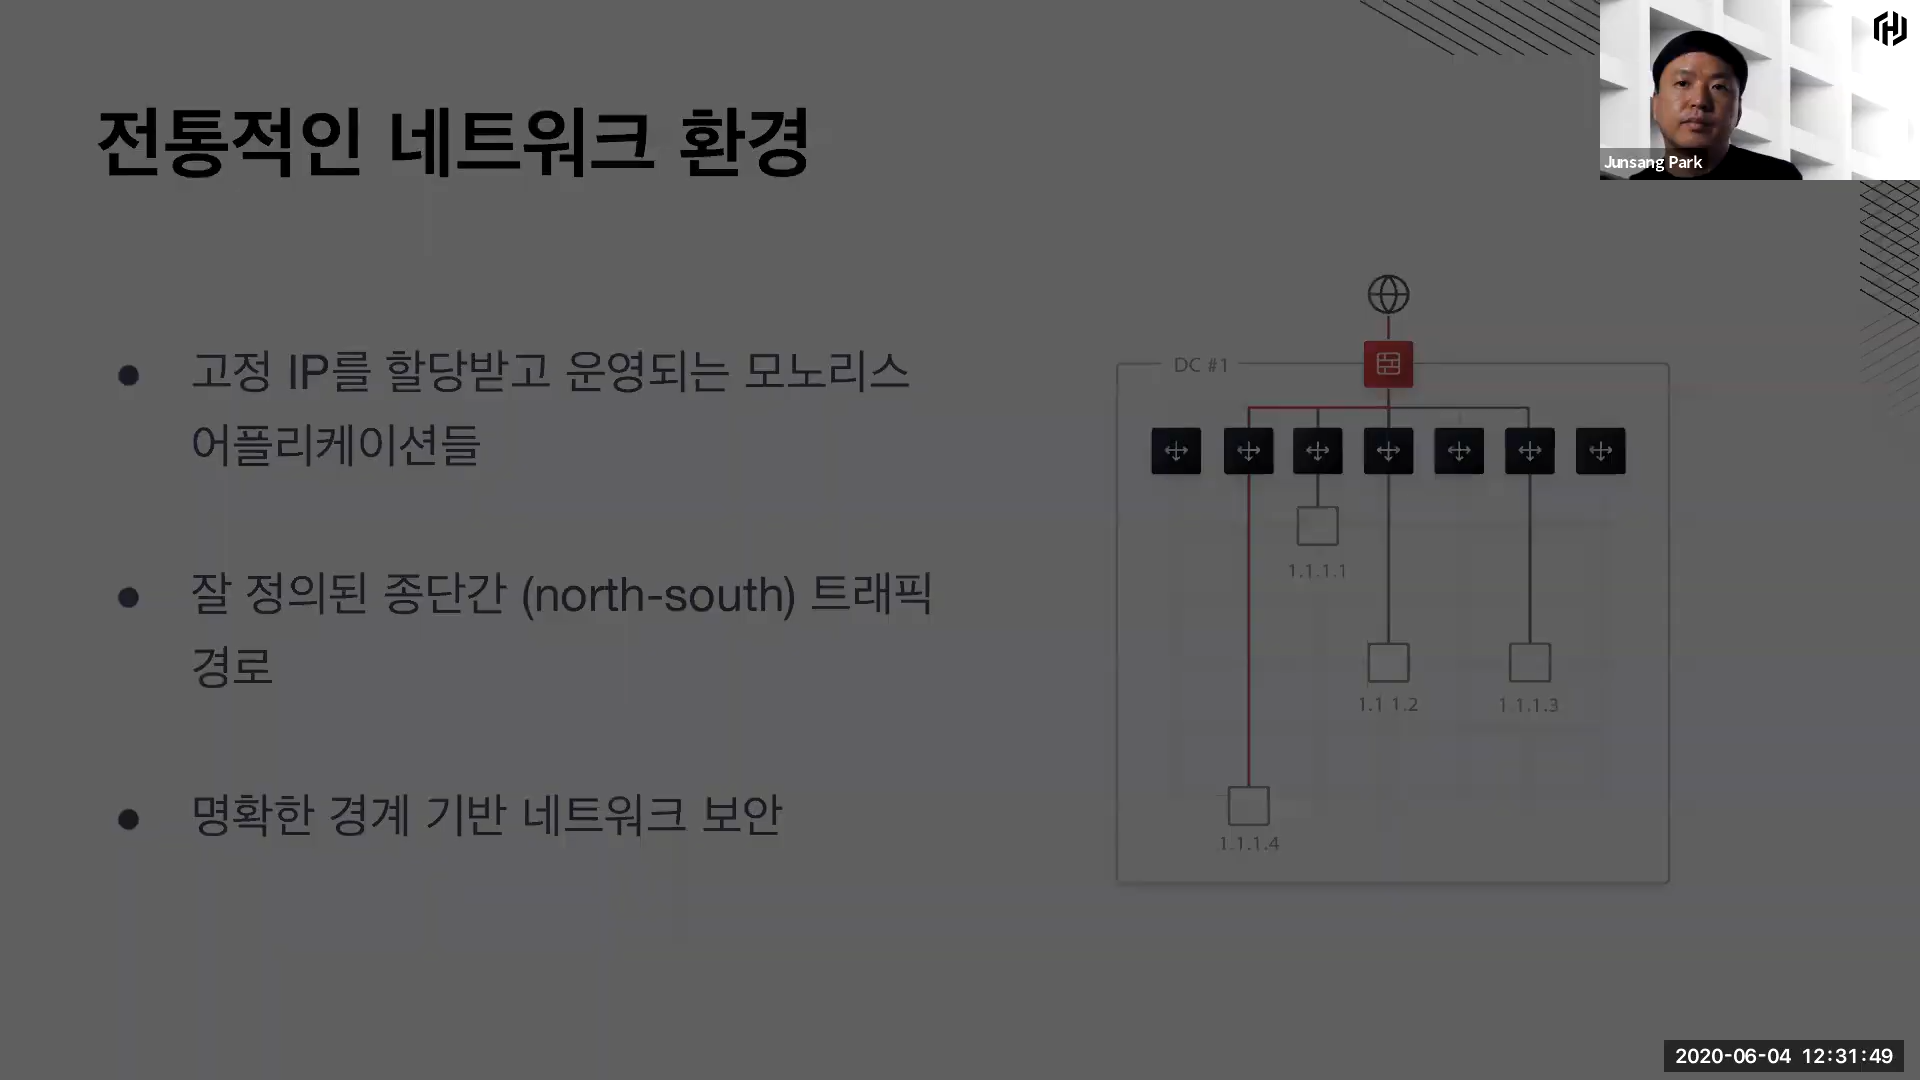 전통적인 네트워크 환경
Junsang Park
고정 IP를 할당받고 운영되는 모노리스
어플리케이션들
잘 정의된 종단간 (north-south) 트래픽
경로
명확한 경계 기반 네트워크 보안
DC #1
1.1.1.1
1.1 1.2
1.1.1.3
1.1.1.4
2020-06-04 12:31:49